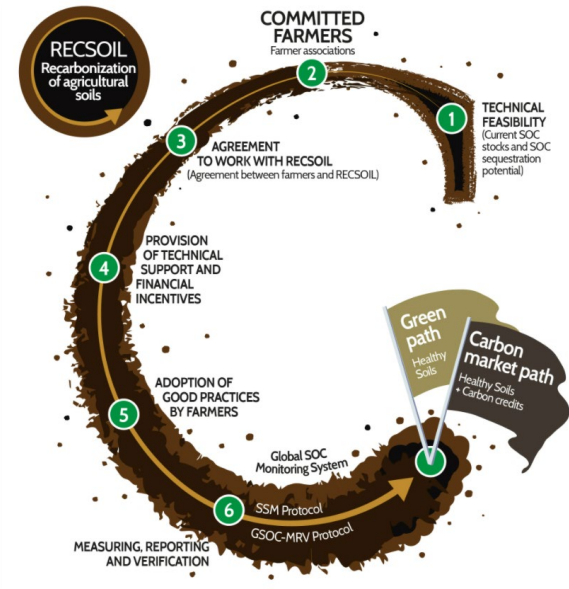 RECSOIL
Recarbonization
of agricultural
soils
COMMITTED
FARMERS
Farmer associations
2
1
TECHNICAL
FEASIBILITY
(Current SOC
stocks and SOC
sequestration
potential)
3
AGREEMENT
TO WORK WITH RECSOIL
(Agreement between farmers and RECSOIL)
4
PROVISION
OF TECHNICAL
SUPPORT AND
FINANCIAL
INCENTIVES
Green
path
Healthy
Soils
Carbon
market path
Healthy Soils
+ Carbon credits
5
ADOPTION OF
GOOD PRACTICES
BY FARMERS
Global SOC
Monitoring System
6
SSM Protocol
GSOC-MRV Protocol
MEASURING, REPORTING
AND VERIFICATION